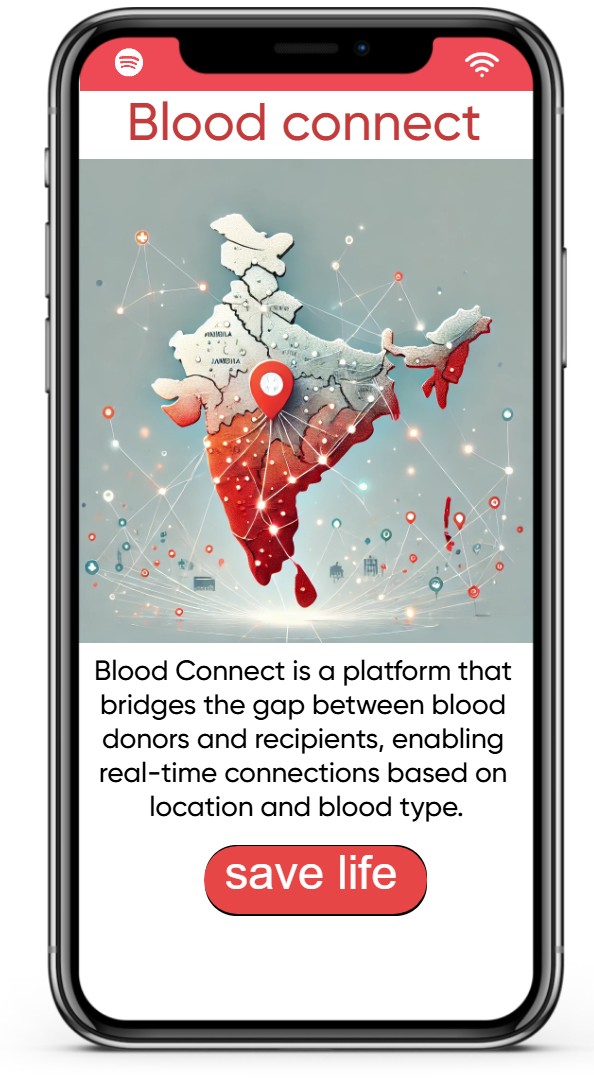 Blood connect
Blood Connect is a platform that
bridges the gap between blood
donors and recipients, enabling
real-time connections based on
location and blood type.
save life